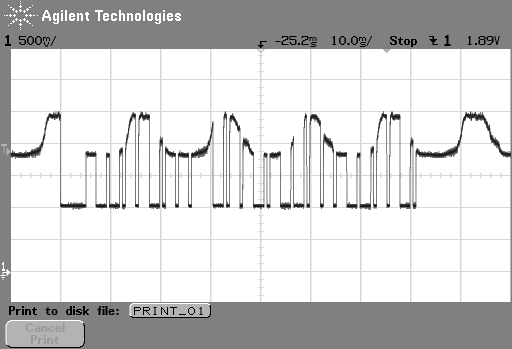 Agilent Technologies
1 500mV/ -25.2ms 10.0ms/ Stop 1 1.89V
T
1
Print to disk file: PRINT_01
Cancel
Print